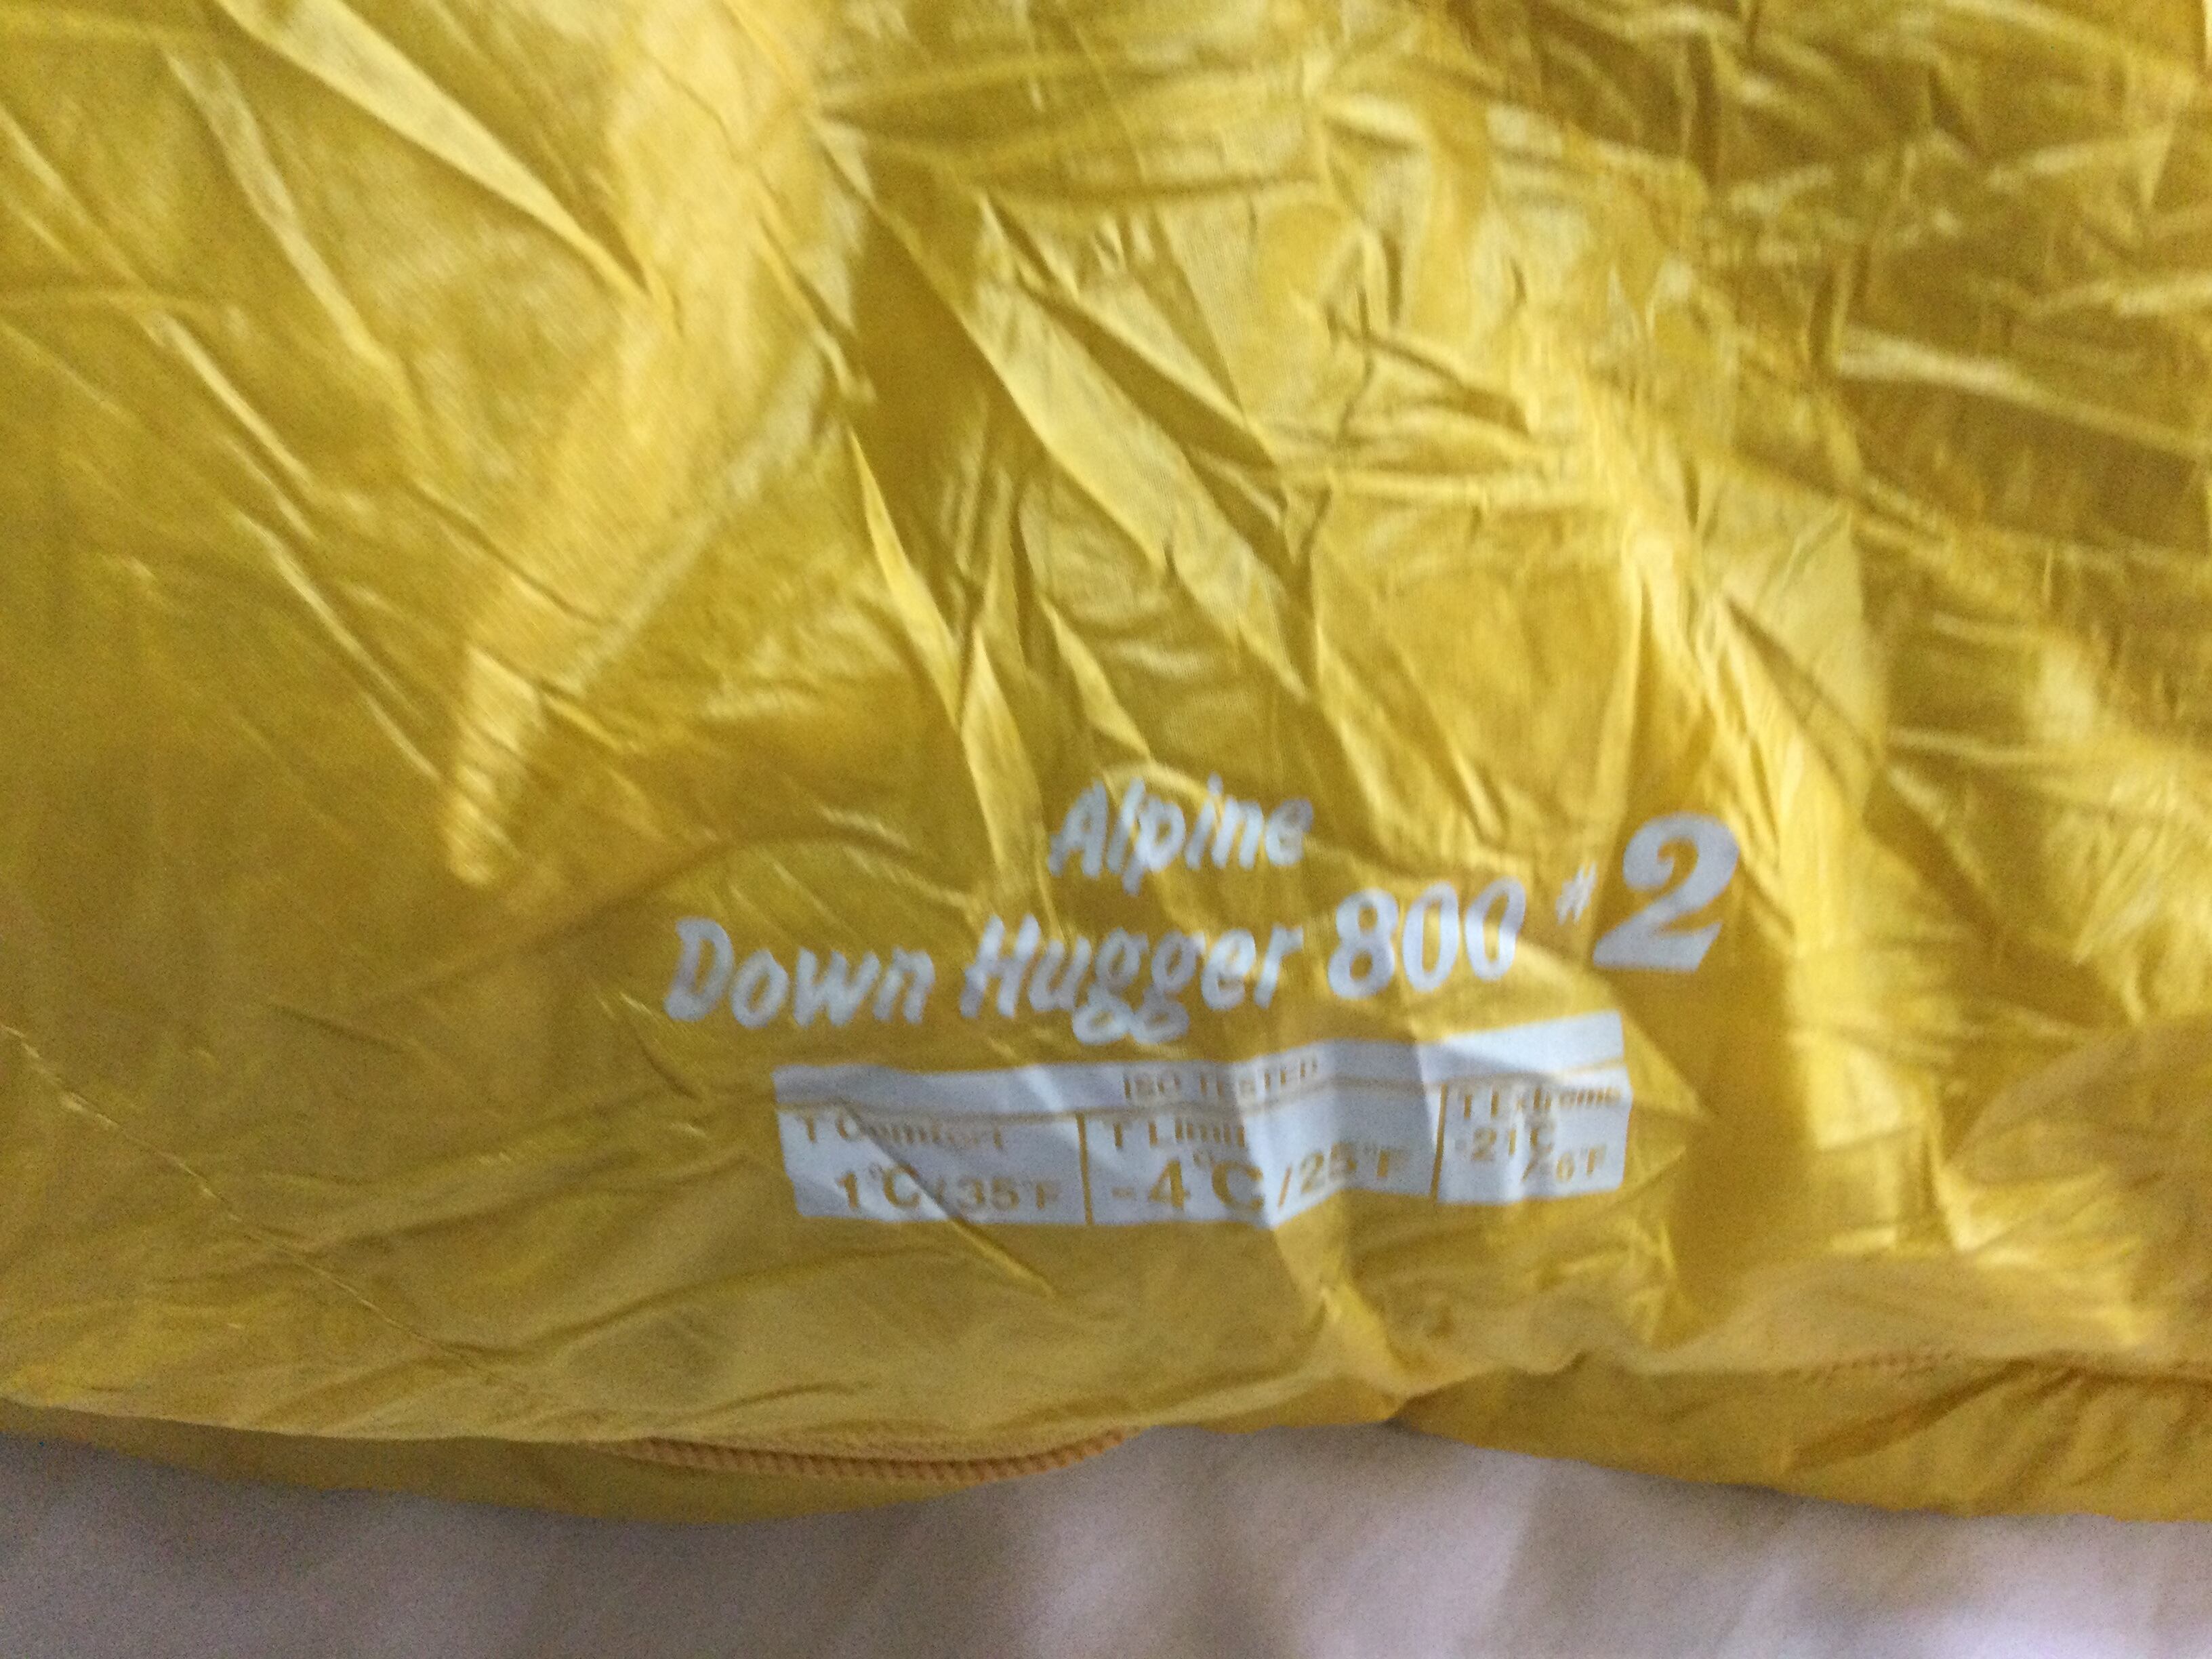 Alpine
Down Hugger 800 #2
ISO TESTED
T Comfort
1°C/35°F
T Limit
-4°C/25°F
T Extreme
-21°C
/-6°F